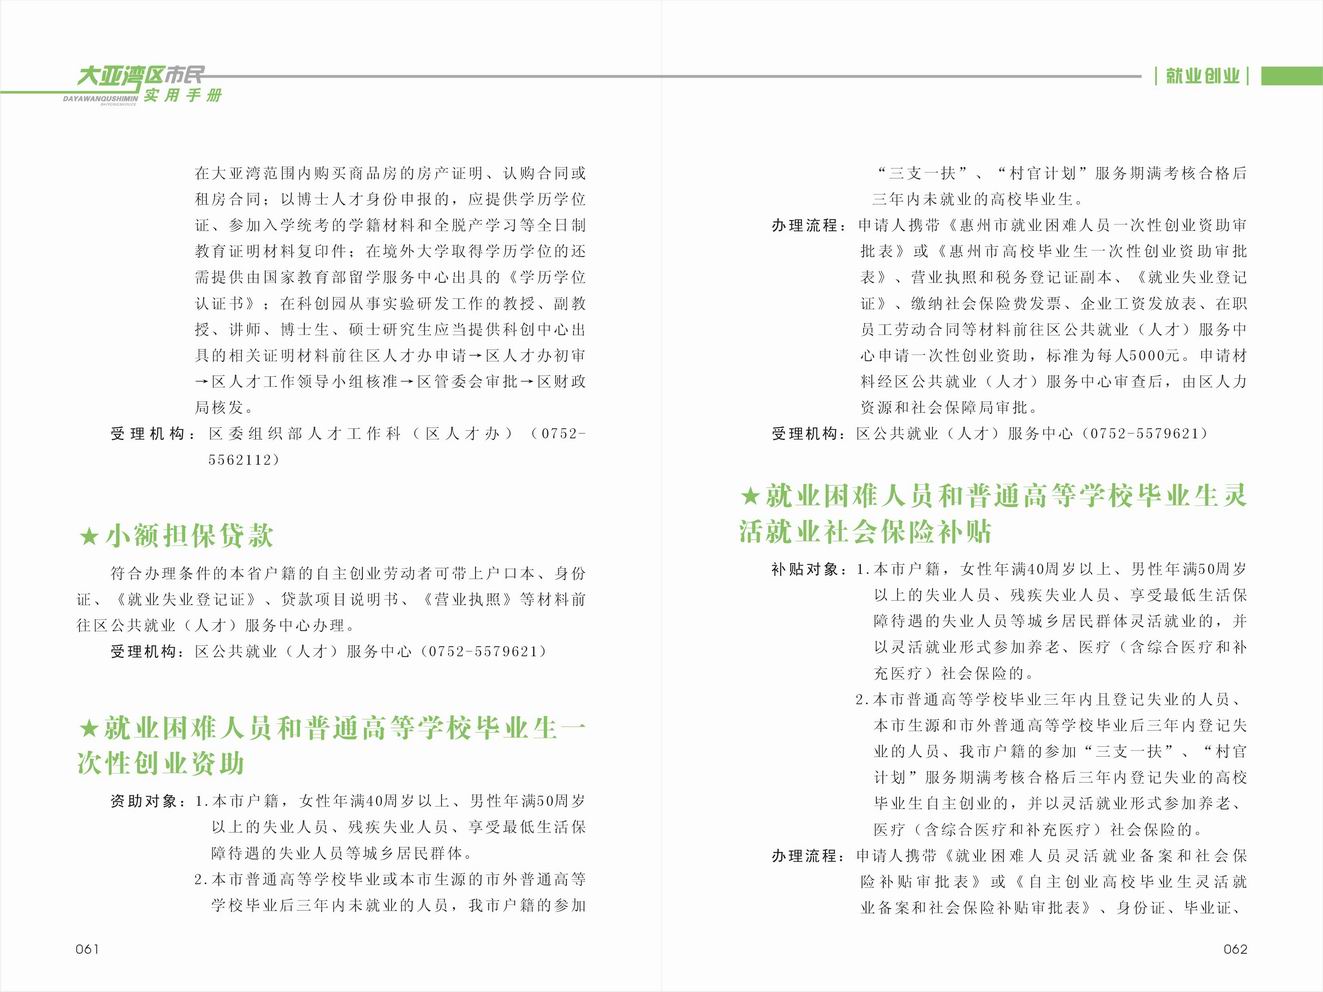 大亚湾区市民
DAYAWANQUSHIMIN 实用手册
在大亚湾范围内购买商品房的房产证明、认购合同或
租房合同；以博士人才身份申报的，应提供学历学位
证、参加入学统考的学籍材料和全脱产学习等全日制
教育证明材料复印件；在境外大学取得学历学位的还
需提供由国家教育部留学服务中心出具的《学历学位
认证书》；在科创园从事实验研发工作的教授、副教
授、讲师、博士生、硕士研究生应当提供科创中心出
具的相关证明材料前往区人才办申请→区人才办初审
→区人才工作领导小组核准→区管委会审批→区财政
局核发。
受理机构：区委组织部人才工作科（区人才办）（0752-
5562112）
★小额担保贷款
符合办理条件的本省户籍的自主创业劳动者可带上户口本、身份
证、《就业失业登记证》、贷款项目说明书、《营业执照》等材料前
往区公共就业（人才）服务中心办理。
受理机构：区公共就业（人才）服务中心（0752-5579621）
★就业困难人员和普通高等学校毕业生一
次性创业资助
资助对象：1.本市户籍，女性年满40周岁以上、男性年满50周岁
以上的失业人员、残疾失业人员、享受最低生活保
障待遇的失业人员等城乡居民群体。
2.本市普通高等学校毕业或本市生源的市外普通高等
学校毕业后三年内未就业的人员，我市户籍的参加
061
就业创业
“三支一扶”、“村官计划”服务期满考核合格后
三年内未就业的高校毕业生。
办理流程：申请人携带《惠州市就业困难人员一次性创业资助审
批表》或《惠州市高校毕业生一次性创业资助审批
表》、营业执照和税务登记证副本、《就业失业登记
证》、缴纳社会保险费发票、企业工资发放表、在职
员工劳动合同等材料前往区公共就业（人才）服务中
心申请一次性创业资助，标准为每人5000元。申请材
料经区公共就业（人才）服务中心审查后，由区人力
资源和社会保障局审批。
受理机构：区公共就业（人才）服务中心（0752-5579621）
★就业困难人员和普通高等学校毕业生灵
活就业社会保险补贴
补贴对象：1.本市户籍，女性年满40周岁以上、男性年满50周岁
以上的失业人员、残疾失业人员、享受最低生活保
障待遇的失业人员等城乡居民群体灵活就业的，并
以灵活就业形式参加养老、医疗（含综合医疗和补
充医疗）社会保险的。
2.本市普通高等学校毕业三年内且登记失业的人员、
本市生源和市外普通高等学校毕业后三年内登记失
业的人员、我市户籍的参加“三支一扶”、“村官
计划”服务期满考核合格后三年内登记失业的高校
毕业生自主创业的，并以灵活就业形式参加养老、
医疗（含综合医疗和补充医疗）社会保险的。
办理流程：申请人携带《就业困难人员灵活就业备案和社会保
险补贴审批表》或《自主创业高校毕业生灵活就
业备案和社会保险补贴审批表》、身份证、毕业证、
062